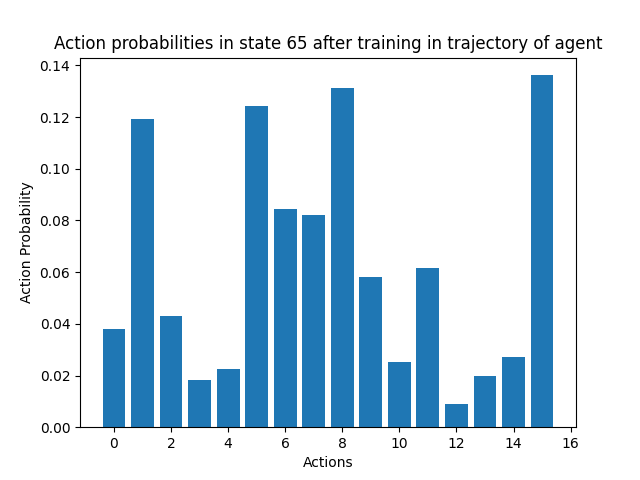 Action probabilities in state 65 after training in trajectory of agent
0.14
0.12
0.10
0.08
0.06
0.04
0.02
0.00
Action Probability
0 2 4 6 8 10 12 14 16
Actions